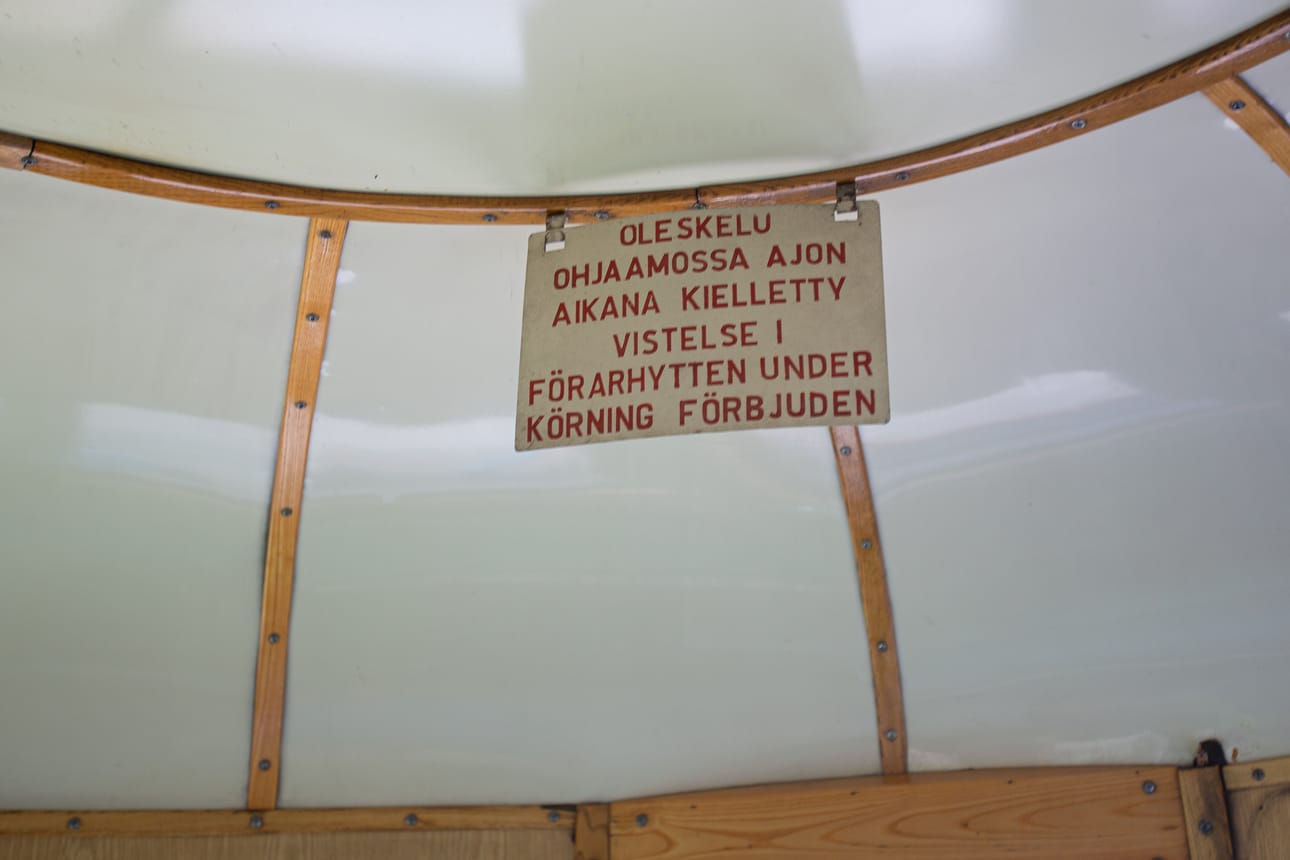 OLESKELU
OHJAAMOSSA AJON
AIKANA KIELLETTY
VISTELSE I
FÖRARHYTTEN UNDER
KÖRNING FÖRBJUDEN